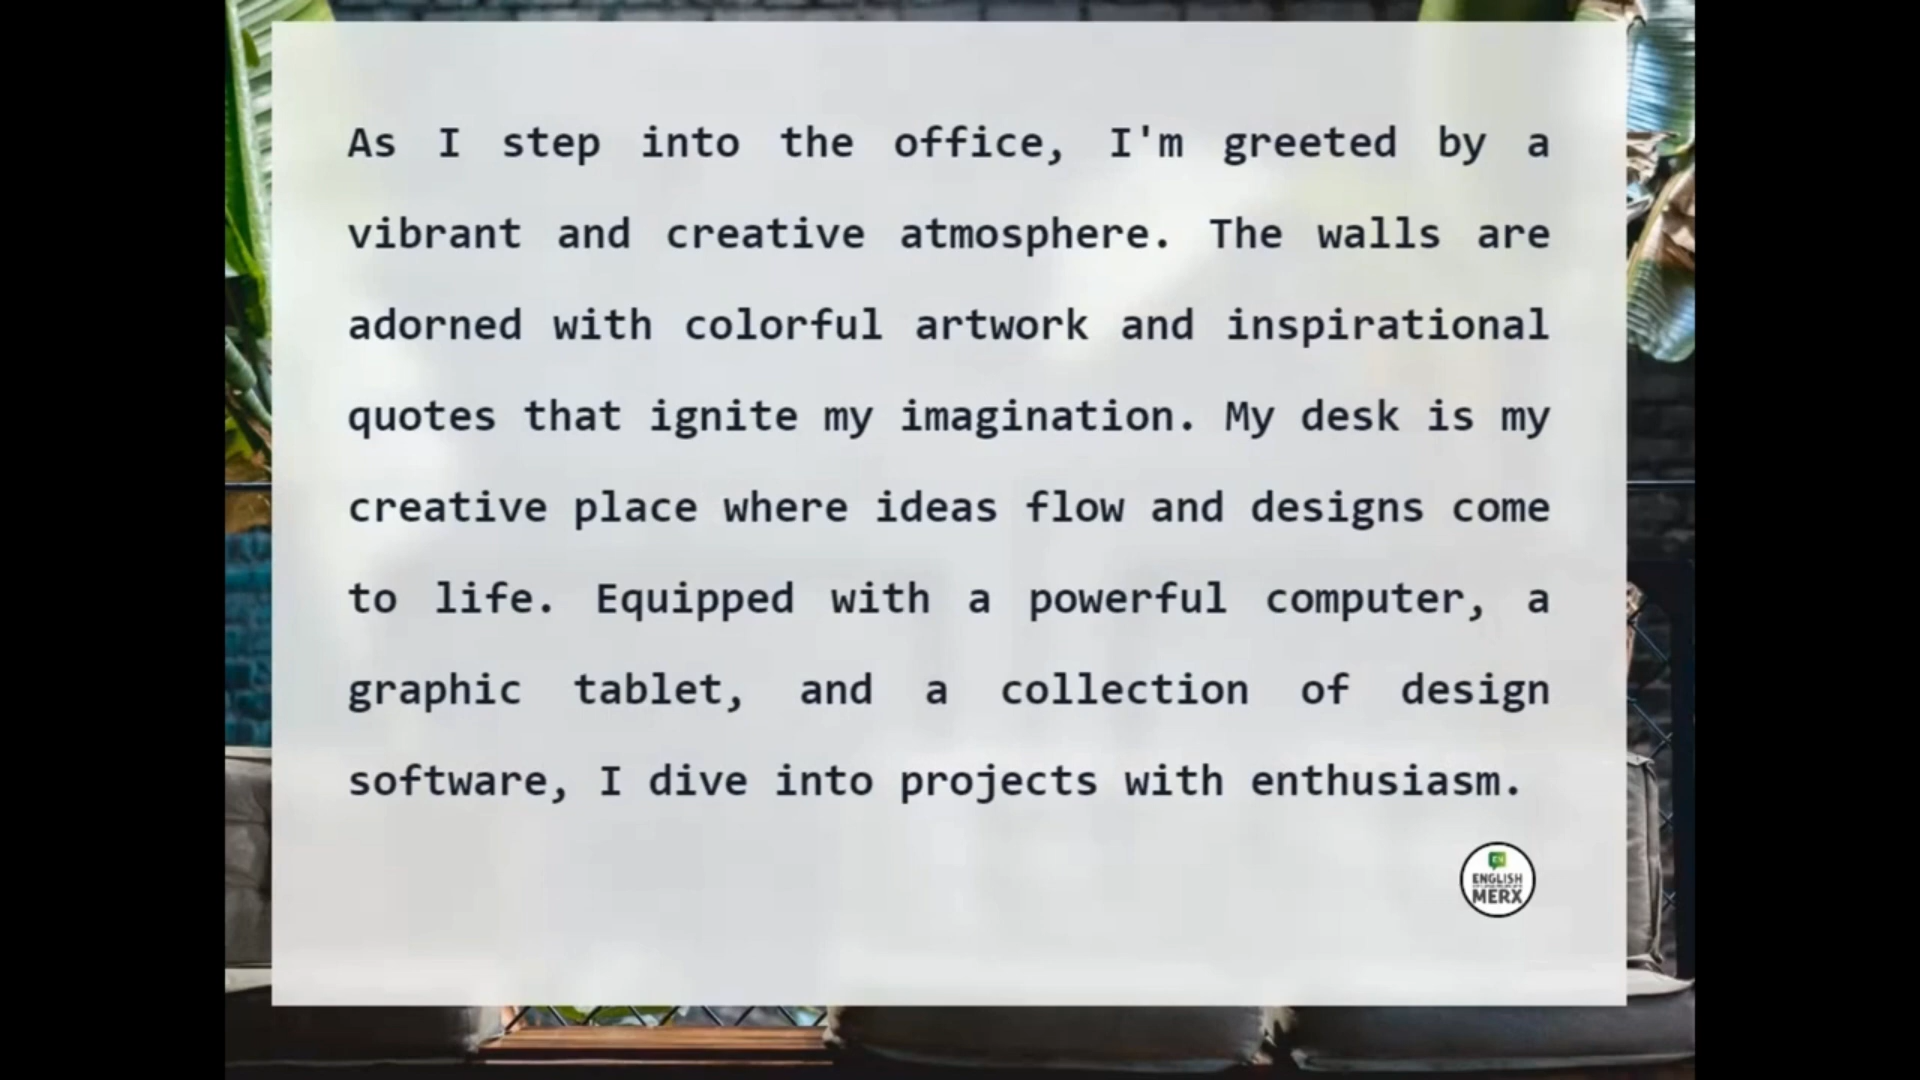 As I step into the office, I'm greeted by a
vibrant and creative atmosphere. The walls are
adorned with colorful artwork and inspirational
quotes that ignite my imagination. My desk is my
creative place where ideas flow and designs come
to life. Equipped with a powerful computer, a
graphic tablet, and a collection of design
software, I dive into projects with enthusiasm.
EM
ENGLISH
MERX